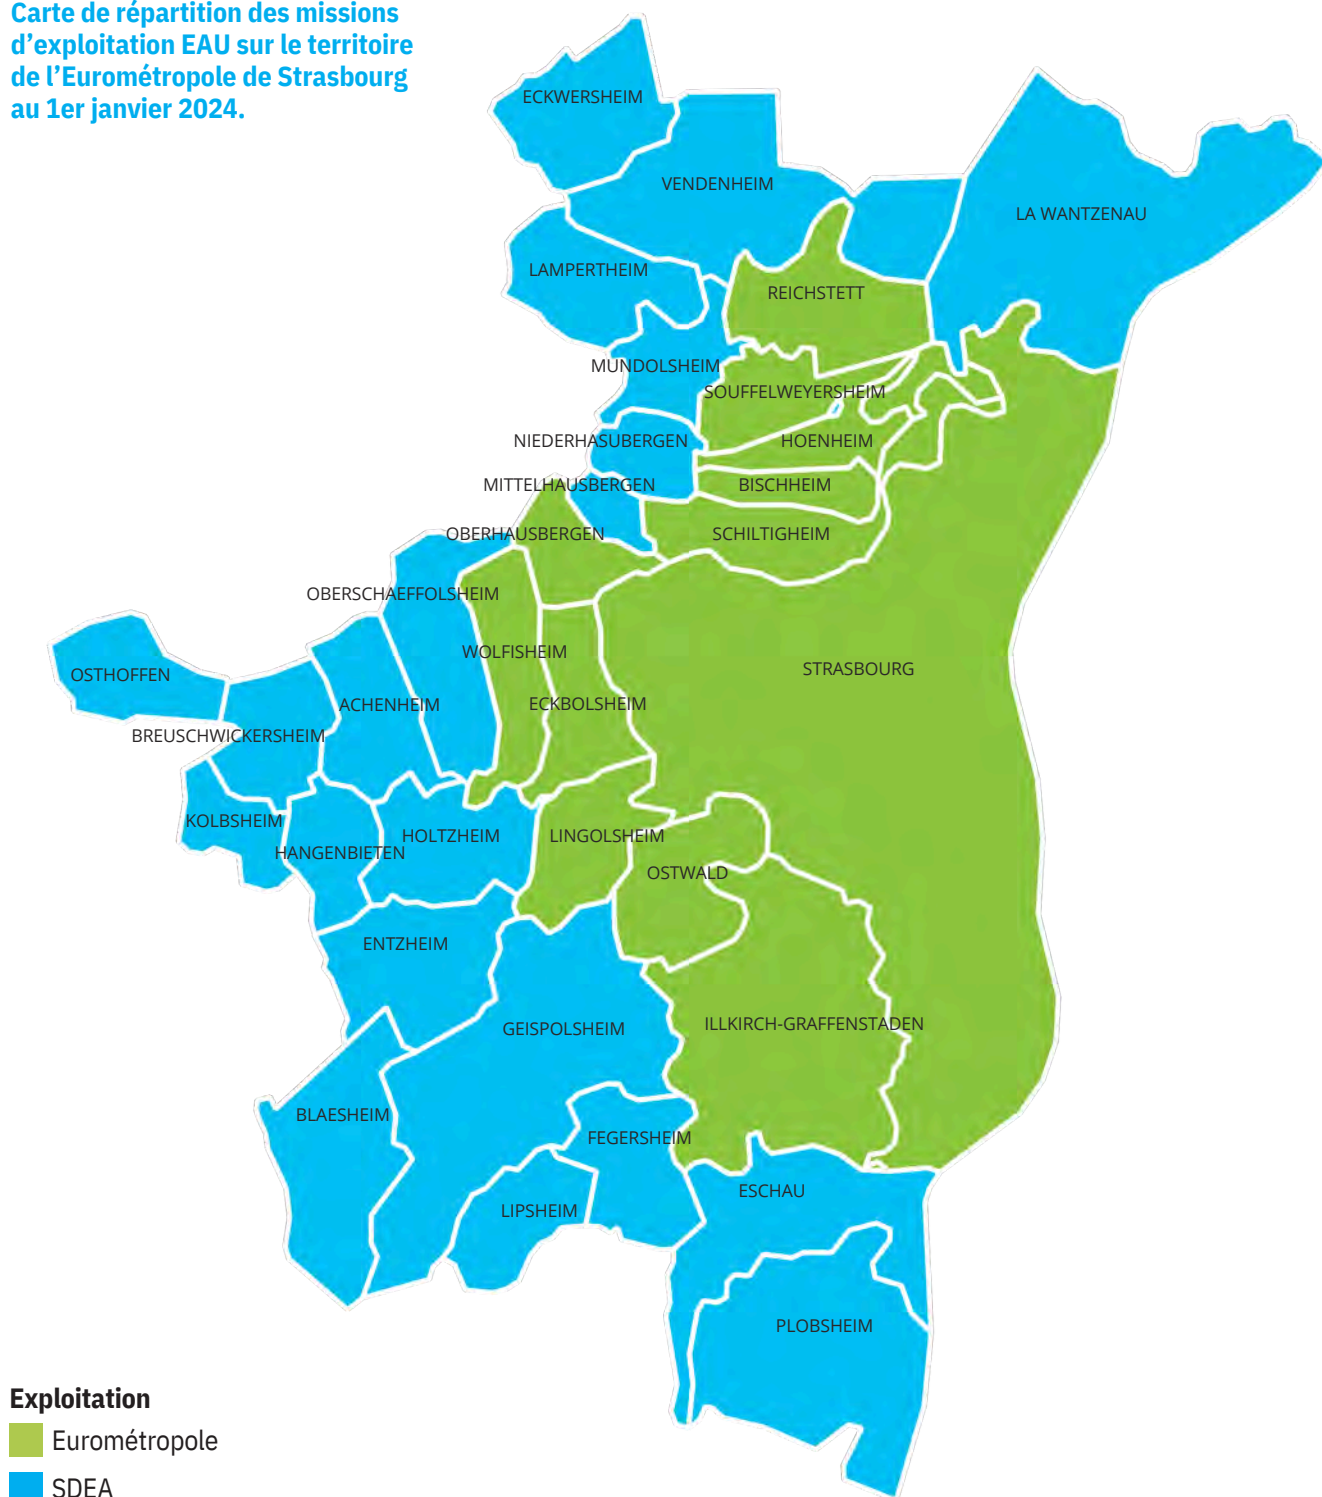 Carte de répartition des missions
d’exploitation EAU sur le territoire
de l’Eurométropole de Strasbourg
au 1er janvier 2024.
ECKWERSHEIM
VENDENHEIM
LA WANTZENAU
LAMPERTHEIM
REICHSTETT
MUNDOLSHEIM
SOUFFELWEYERSHEIM
NIEDERHASUBERGEN
HOENHEIM
MITTELHAUSBERGEN
BISCHHEIM
OBERHAUSBERGEN
SCHILTIGHEIM
OBERSCHAEFFOLSHEIM
WOLFISHEIM
STRASBOURG
OSTHOFFEN
ACHENHEIM
ECKBOLSHEIM
BREUSCHWICKERSHEIM
KOLBSHEIM
HANGENBIETEN
HOLTZHEIM
LINGOLSHEIM
OSTWALD
ENTZHEIM
GEISPOLSHEIM
ILLKIRCH-GRAFFENSTADEN
BLAESHEIM
FEGERSHEIM
LIPSHEIM
ESCHAU
PLOBSHEIM
Exploitation
Eurométropole
SDEA